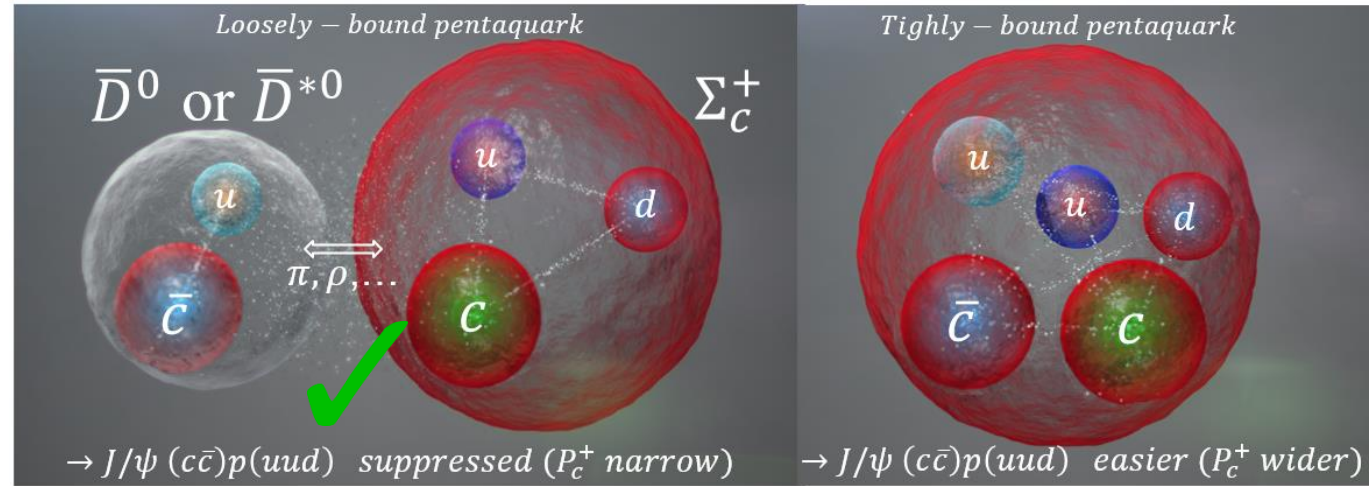 Loosely – bound pentaquark
D̅⁰ or D̅*⁰
Σc⁺
u
u
d
π, ρ, …
c̅
c
→ J/ψ (cc̅)p(uud) suppressed (Pc⁺ narrow)
Tighly – bound pentaquark
u
u
d
c̅
c
→ J/ψ (cc̅)p(uud) easier (Pc⁺ wider)